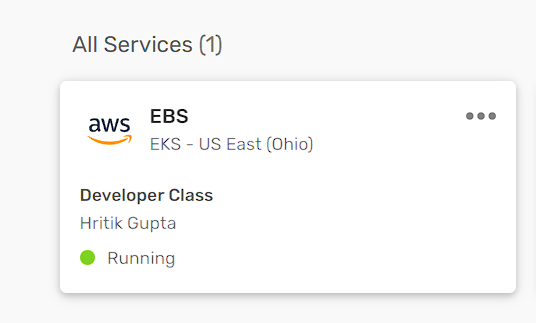 All Services (1)
aws
EBS
EKS - US East (Ohio)
Developer Class
Hritik Gupta
Running